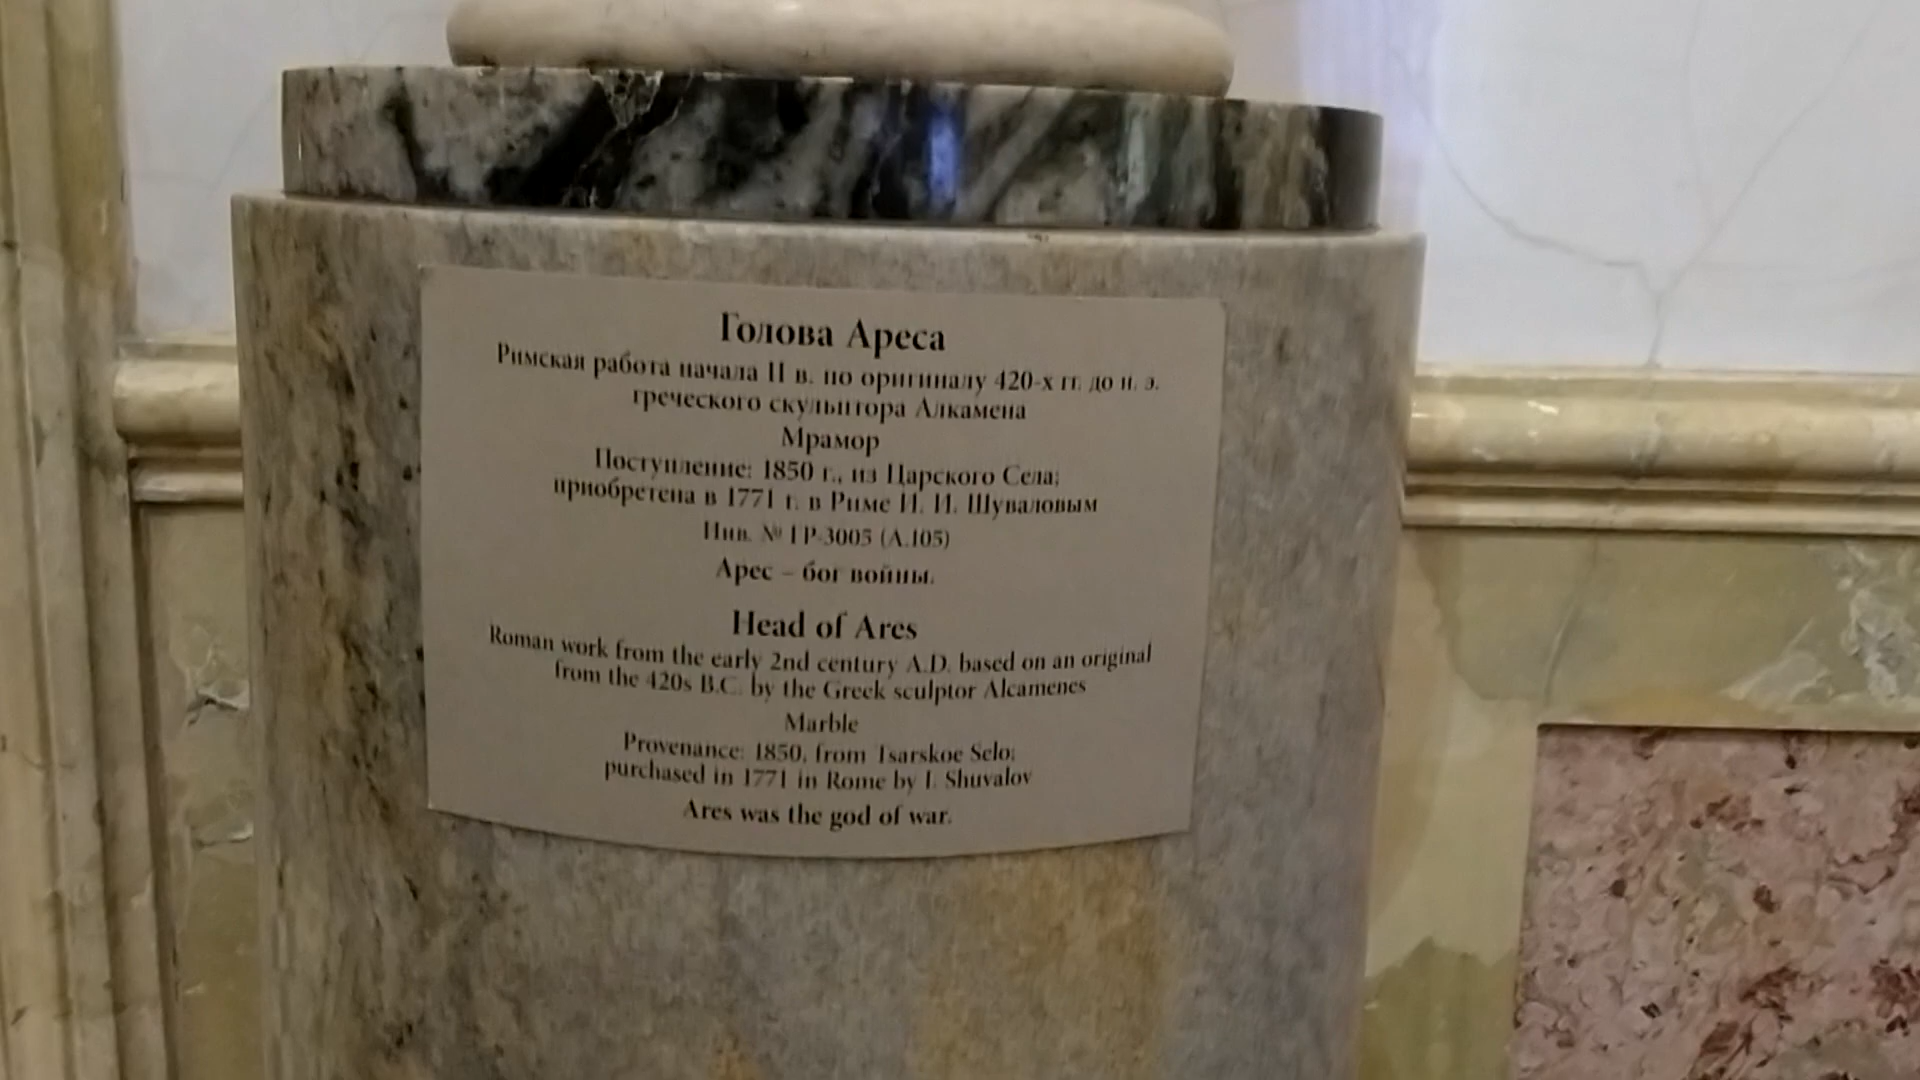 Голова Ареса
Римская работа начала II в. по оригиналу 420-х гг. до н. э.
греческого скульптора Алкамена
Мрамор
Поступление: 1850 г., из Царского Села;
приобретена в 1771 г. в Риме И. И. Шуваловым
Инв. № ГР-3005 (А.105)
Арес – бог войны.
Head of Ares
Roman work from the early 2nd century A.D. based on an original
from the 420s B.C. by the Greek sculptor Alcamenes
Marble
Provenance: 1850, from Tsarskoe Selo;
purchased in 1771 in Rome by I. Shuvalov
Ares was the god of war.